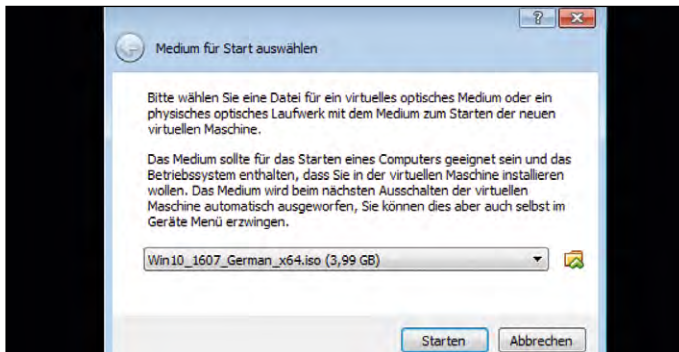 Medium für Start auswählen
Bitte wählen Sie eine Datei für ein virtuelles optisches Medium oder ein
physisches optisches Laufwerk mit dem Medium zum Starten der neuen
virtuellen Maschine.
Das Medium sollte für das Starten eines Computers geeignet sein und das
Betriebssystem enthalten, dass Sie in der virtuellen Maschine installieren
wollen. Das Medium wird beim nächsten Ausschalten der virtuellen
Maschine automatisch ausgeworfen, Sie können dies aber auch selbst im
Geräte Menü erzwingen.
Win10_1607_German_x64.iso (3,99 GB)
Starten Abbrechen